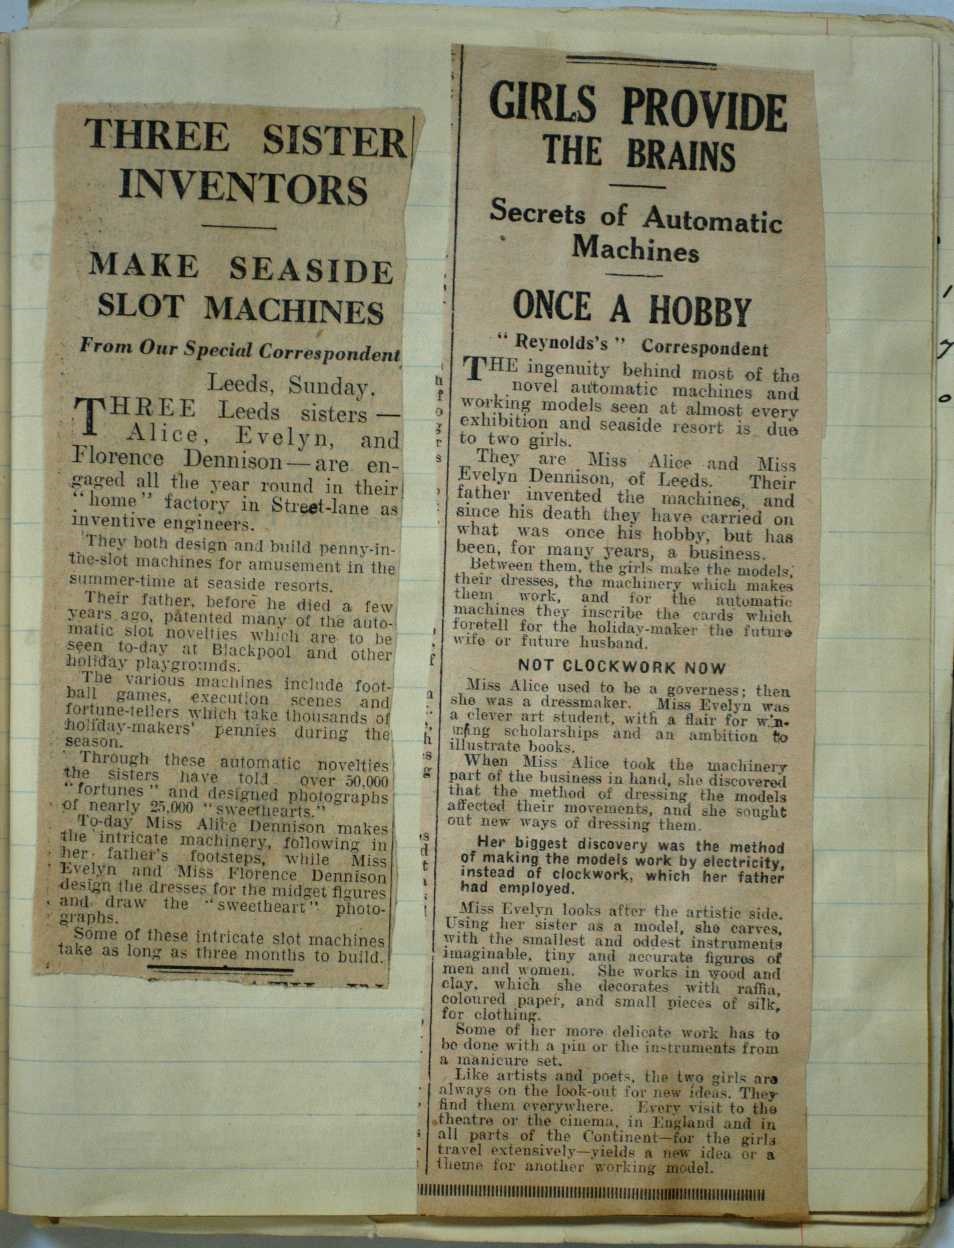 THREE SISTER
INVENTORS
MAKE SEASIDE
SLOT MACHINES
From Our Special Correspondent
Leeds, Sunday.
THREE Leeds sisters—
Alice, Evelyn, and
Florence Dennison—are en-
gaged all the year round in their
"home" factory in Street-lane as
inventive engineers.
They both design and build penny-in-
the-slot machines for amusement in the
summer-time at seaside resorts.
Their father, before he died a few
years ago, patented many of the auto-
matic slot novelties which are to be
seen to-day at Blackpool and other
holiday playgrounds.
The various machines include foot-
ball games, execution scenes and
fortune-tellers which take thousands of
holiday-makers' pennies during the
season.
Through these automatic novelties
the sisters have told over 50,000
"fortunes" and designed photographs
of nearly 25,000 "sweethearts."
To-day Miss Alice Dennison makes
the intricate machinery, following in
her father's footsteps, while Miss
Evelyn and Miss Florence Dennison
design the dresses for the midget figures
and draw the "sweetheart" photo-
graphs.
Some of these intricate slot machines
take as long as three months to build.
GIRLS PROVIDE
THE BRAINS
Secrets of Automatic
Machines
ONCE A HOBBY
"Reynolds's" Correspondent
THE ingenuity behind most of the
novel automatic machines and
working models seen at almost every
exhibition and seaside resort is due
to two girls.
They are Miss Alice and Miss
Evelyn Dennison, of Leeds. Their
father invented the machines, and
since his death they have carried on
what was once his hobby, but has
been, for many years, a business.
Between them, the girls make the models,
their dresses, the machinery which makes
them work, and for the automatic
machines they inscribe the cards which
foretell for the holiday-maker the future
wife or future husband.
NOT CLOCKWORK NOW
Miss Alice used to be a governess; then
she was a dressmaker. Miss Evelyn was
a clever art student, with a flair for win-
ning scholarships and an ambition to
illustrate books.
When Miss Alice took the machinery
part of the business in hand, she discovered
that the method of dressing the models
affected their movements, and she sought
out new ways of dressing them.
Her biggest discovery was the method
of making the models work by electricity,
instead of clockwork, which her father
had employed.
Miss Evelyn looks after the artistic side.
Using her sister as a model, she carves,
with the smallest and oddest instruments
imaginable, tiny and accurate figures of
men and women. She works in wood and
clay, which she decorates with raffia,
coloured paper, and small pieces of silk,
for clothing.
Some of her more delicate work has to
be done with a pin or the instruments from
a manicure set.
Like artists and poets, the two girls are
always on the look-out for new ideas. They
find them everywhere. Every visit to the
theatre or the cinema, in England and in
all parts of the Continent—for the girls
travel extensively—yields a new idea or a
theme for another working model.